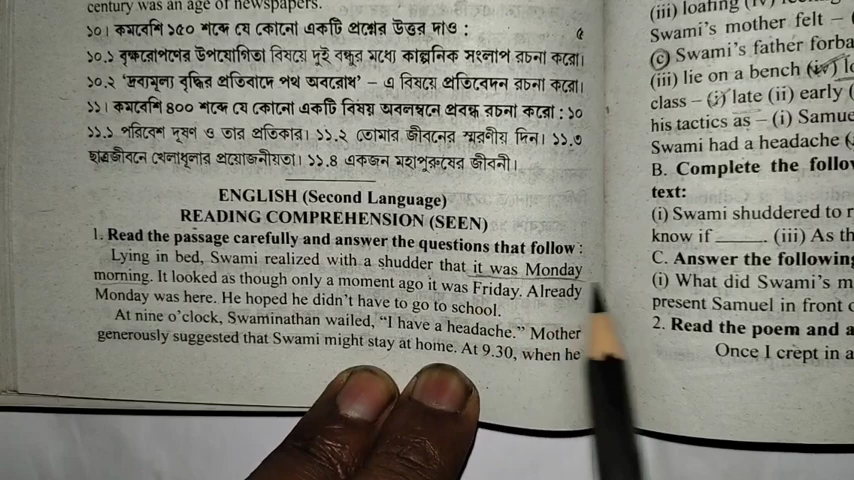 century was an age of newspapers.
১০। কমবেশি ১৫০ শব্দে যে কোনো একটি প্রশ্নের উত্তর দাও : ৫
১০.১ বৃক্ষরোপণের উপযোগিতা বিষয়ে দুই বন্ধুর মধ্যে কাল্পনিক সংলাপ রচনা করো।
১০.২ ‘দ্রব্যমূল্য বৃদ্ধির প্রতিবাদে পথ অবরোধ’ – এ বিষয়ে প্রতিবেদন রচনা করো।
১১। কমবেশি ৪০০ শব্দে যে কোনো একটি বিষয় অবলম্বনে প্রবন্ধ রচনা করো : ১০
১১.১ পরিবেশ দূষণ ও তার প্রতিকার। ১১.২ তোমার জীবনের স্মরণীয় দিন। ১১.৩
ছাত্রজীবনে খেলাধূলার প্রয়োজনীয়তা। ১১.৪ একজন মহাপুরুষের জীবনী।
ENGLISH (Second Language)
READING COMPREHENSION (SEEN)
1. Read the passage carefully and answer the questions that follow :
Lying in bed, Swami realized with a shudder that it was Monday
morning. It looked as though only a moment ago it was Friday. Already
Monday was here. He hoped he didn't have to go to school.
At nine o'clock, Swaminathan wailed, "I have a headache." Mother
generously suggested that Swami might stay at home. At 9.30, when he
(iii) loafing (iv)
Swami's mother felt –
(c) Swami's father forba
(iii) lie on a bench (iv) lo
class – (i) late (ii) early
his tactics as – (i) Samue
Swami had a headache
B. Complete the follow
text:
(i) Swami shuddered to r
know if ______. (iii) As th
C. Answer the following
(i) What did Swami's m
present Samuel in front o
2. Read the poem and a
Once I crept in a